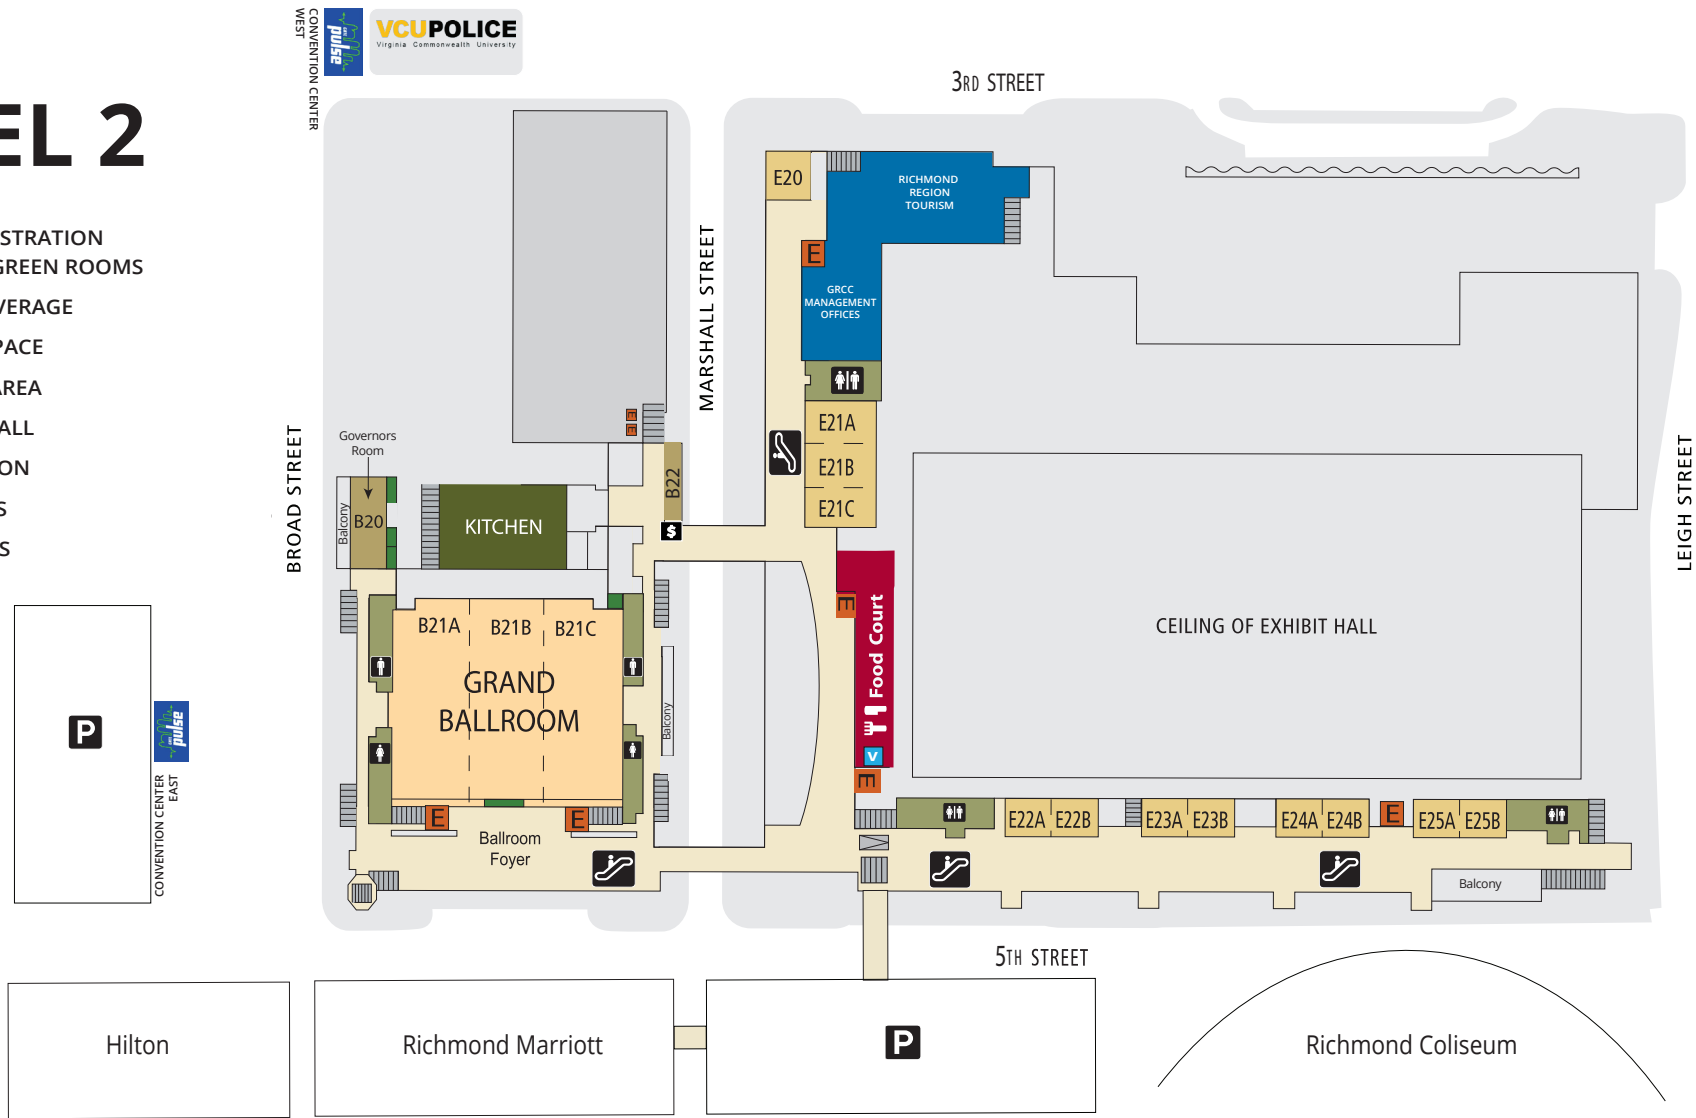 CONVENTION CENTER
WEST
GRTC
pulse
VCUPOLICE
Virginia Commonwealth University
3RD STREET
EL 2
STRATION
GREEN ROOMS
VERAGE
PACE
AREA
ALL
ON
S
S
E20
RICHMOND
REGION
TOURISM
E
GRCC
MANAGEMENT
OFFICES
MARSHALL STREET
BROAD STREET
LEIGH STREET
E
E
E21A
E21B
E21C
Governors
Room
Balcony
B20
KITCHEN
B22
$
B21A
B21B
B21C
GRAND
BALLROOM
Balcony
E
Food Court
V
E
CEILING OF EXHIBIT HALL
P
pulse
CONVENTION CENTER
EAST
E
E
Ballroom
Foyer
E22A
E22B
E23A
E23B
E24A
E24B
E
E25A
E25B
Balcony
5TH STREET
Hilton
Richmond Marriott
P
Richmond Coliseum